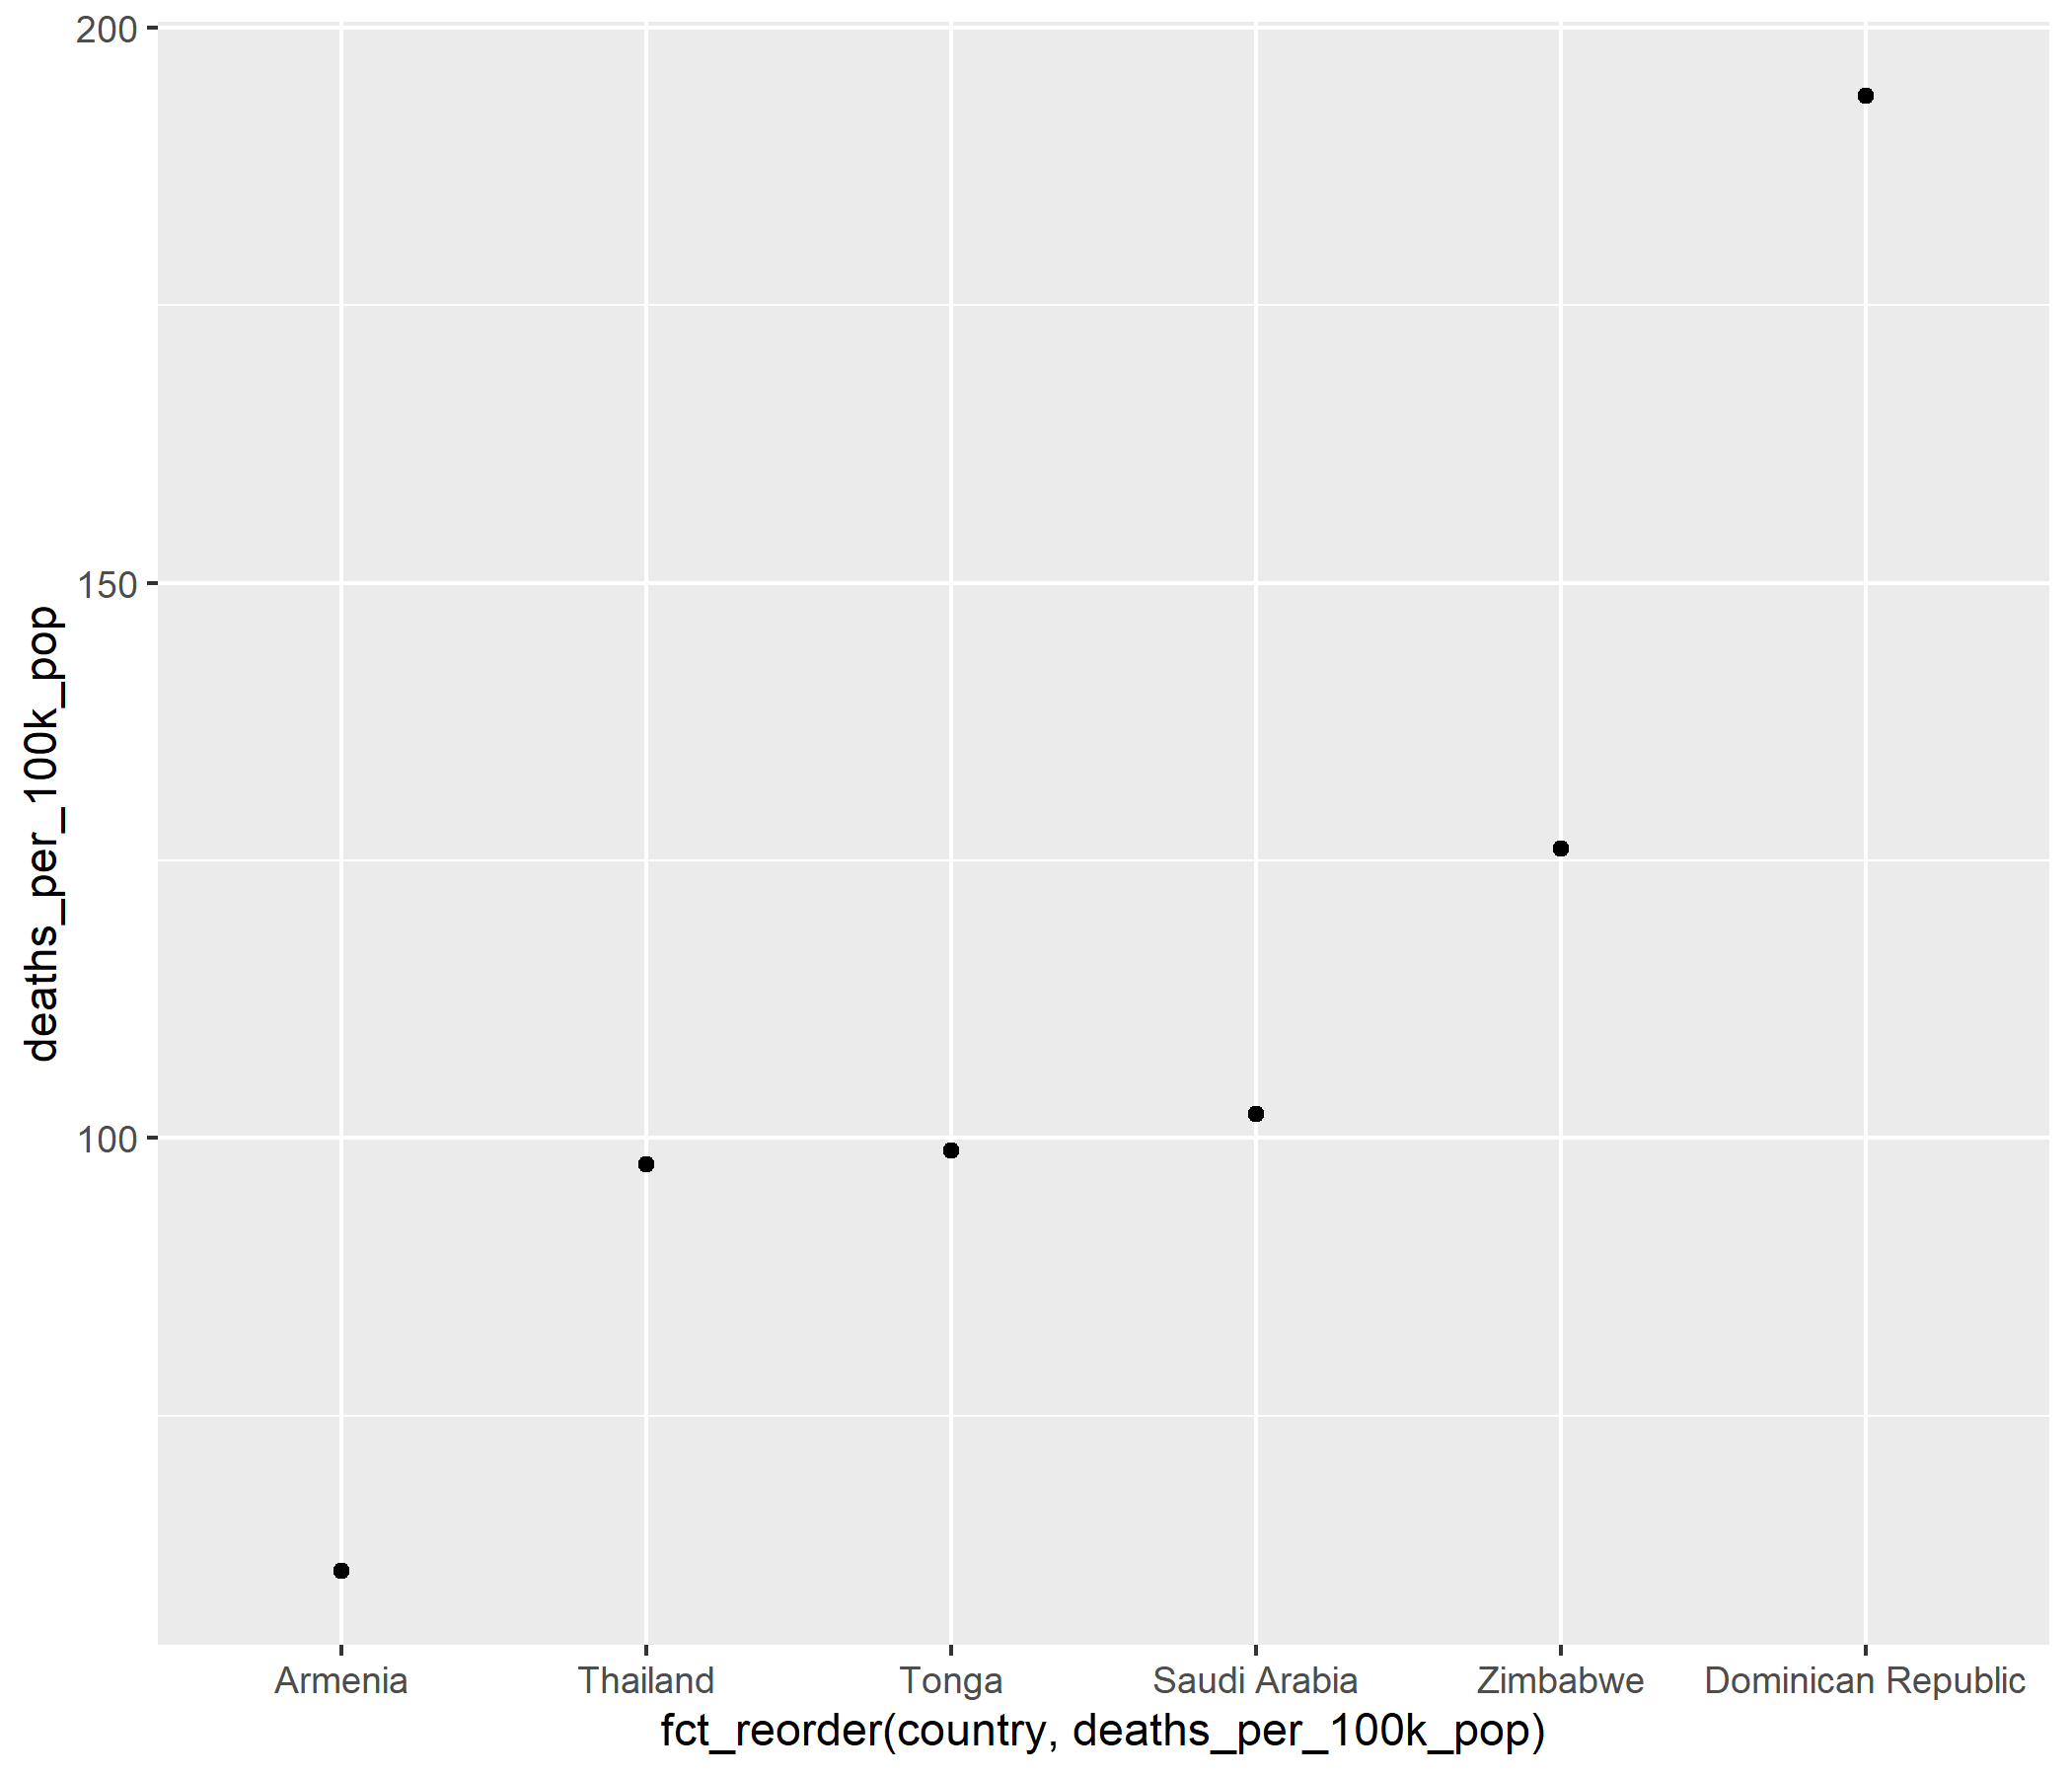 200
150
100
deaths_per_100k_pop
Armenia Thailand Tonga Saudi Arabia Zimbabwe Dominican Republic
fct_reorder(country, deaths_per_100k_pop)